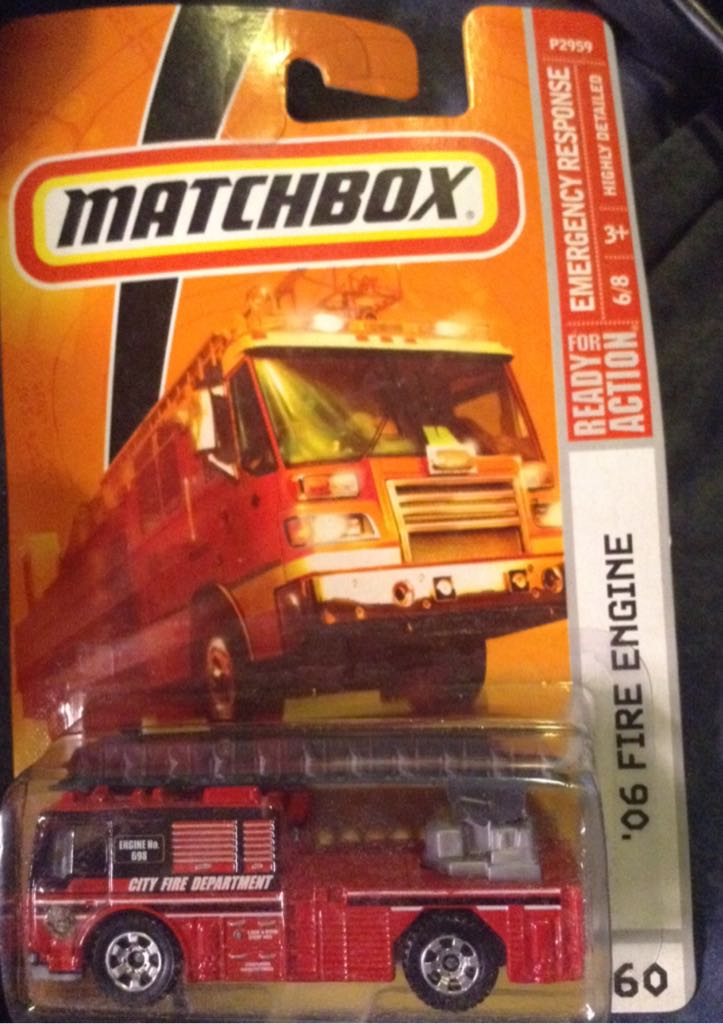 P2959
MATCHBOX®
EMERGENCY RESPONSE
HIGHLY DETAILED
6/8
3+
READY FOR
ACTION
'06 FIRE ENGINE
60
ENGINE No.
698
CITY FIRE DEPARTMENT